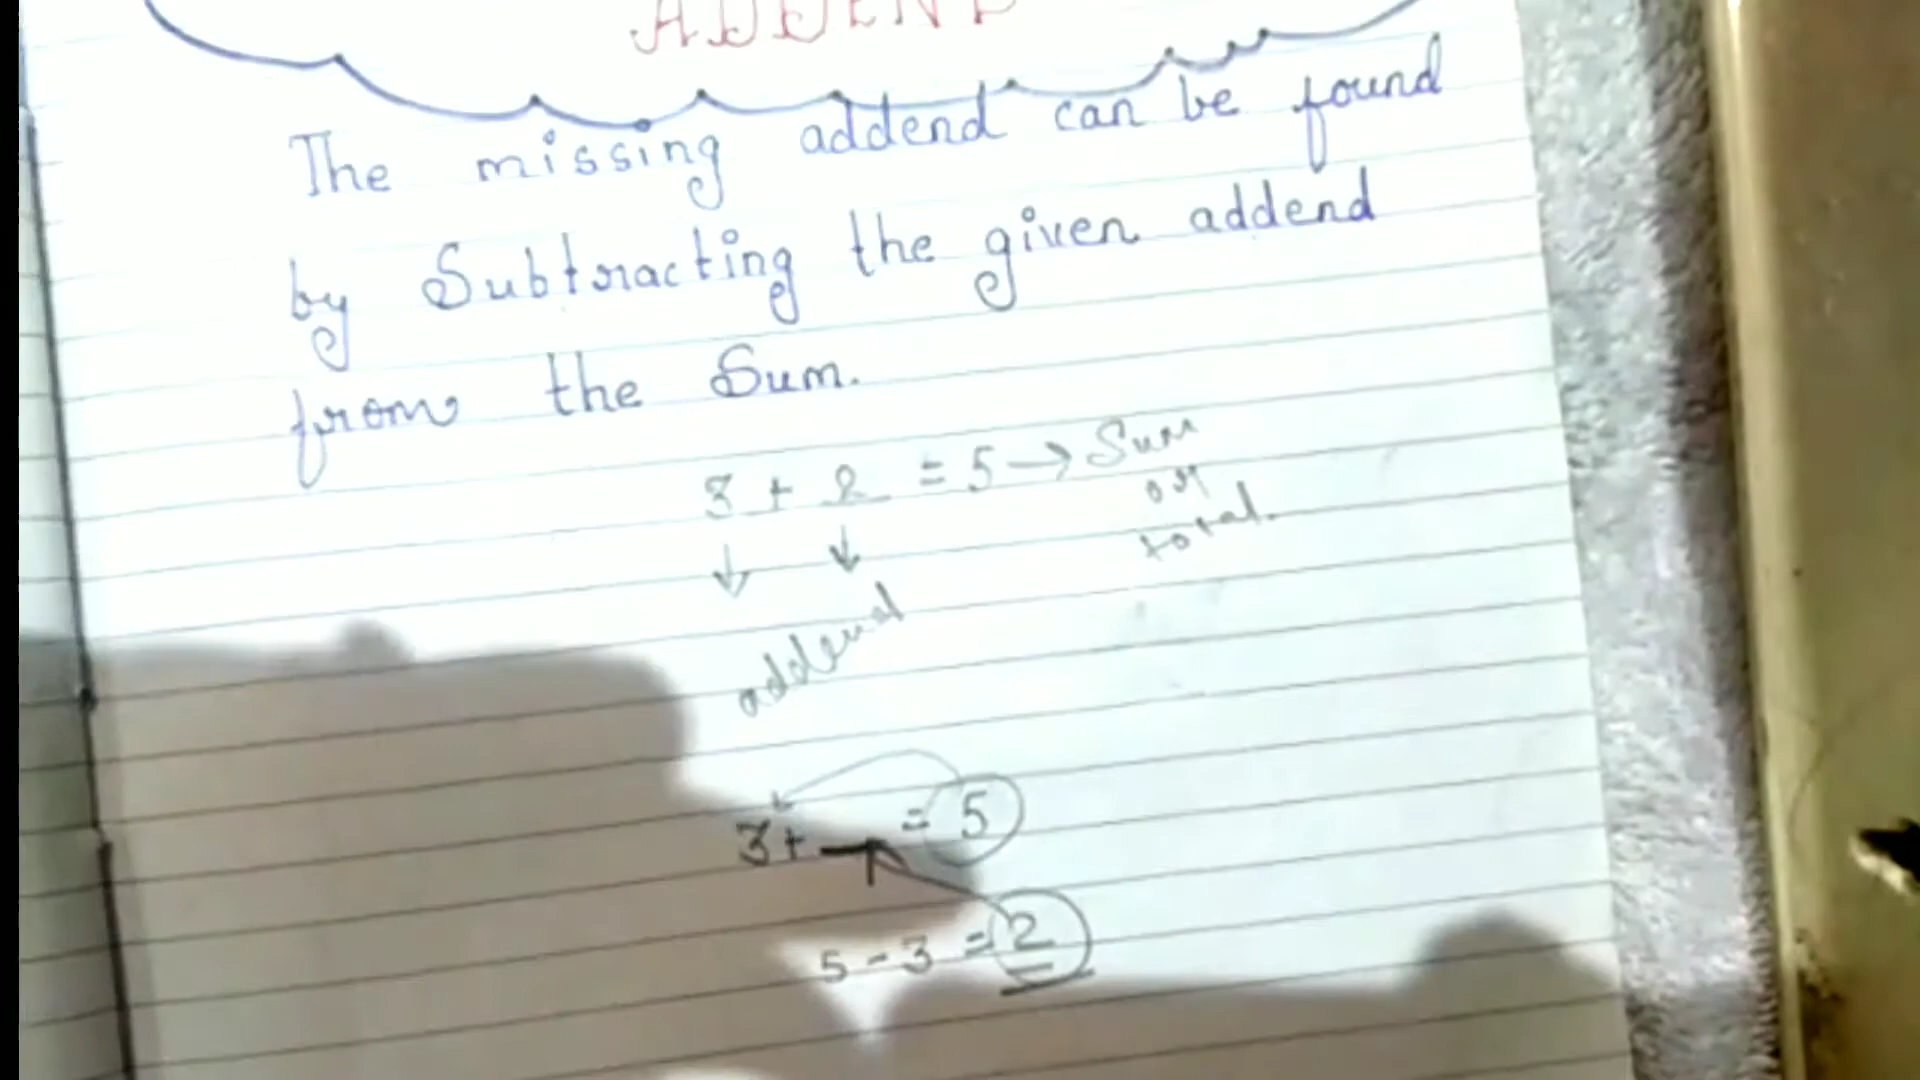 ADDEND
The missing addend can be found
by Subtracting the given addend
from the Sum.
3 + 2 = 5 → Sum
or
total.
↓ ↓
addend
3+ — = 5
5 - 3 = 2